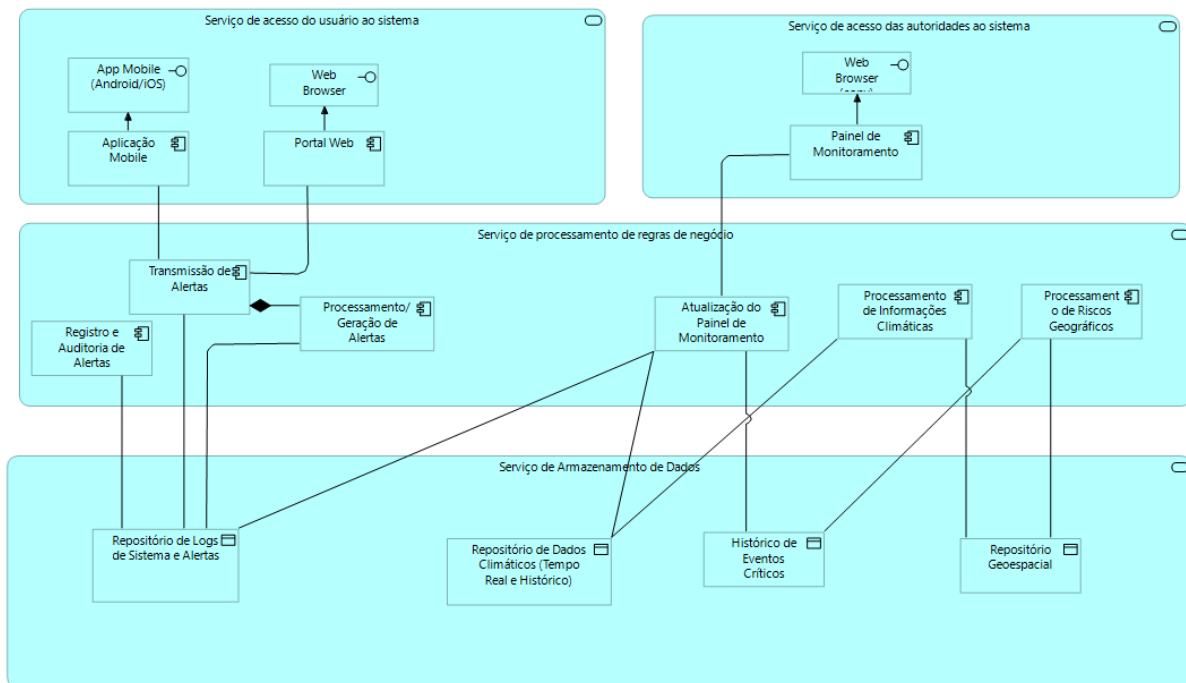 Serviço de acesso do usuário ao sistema
App Mobile
(Android/iOS)
Web
Browser
Aplicação
Mobile
Portal Web
Serviço de acesso das autoridades ao sistema
Web
Browser
Painel de
Monitoramento
Serviço de processamento de regras de negócio
Transmissão de
Alertas
Registro e
Auditoria de
Alertas
Processamento/
Geração de
Alertas
Atualização do
Painel de
Monitoramento
Processamento
de Informações
Climáticas
Processament
o de Riscos
Geográficos
Serviço de Armazenamento de Dados
Repositório de Logs
de Sistema e Alertas
Repositório de Dados
Climáticos (Tempo
Real e Histórico)
Histórico de
Eventos
Críticos
Repositório
Geoespacial